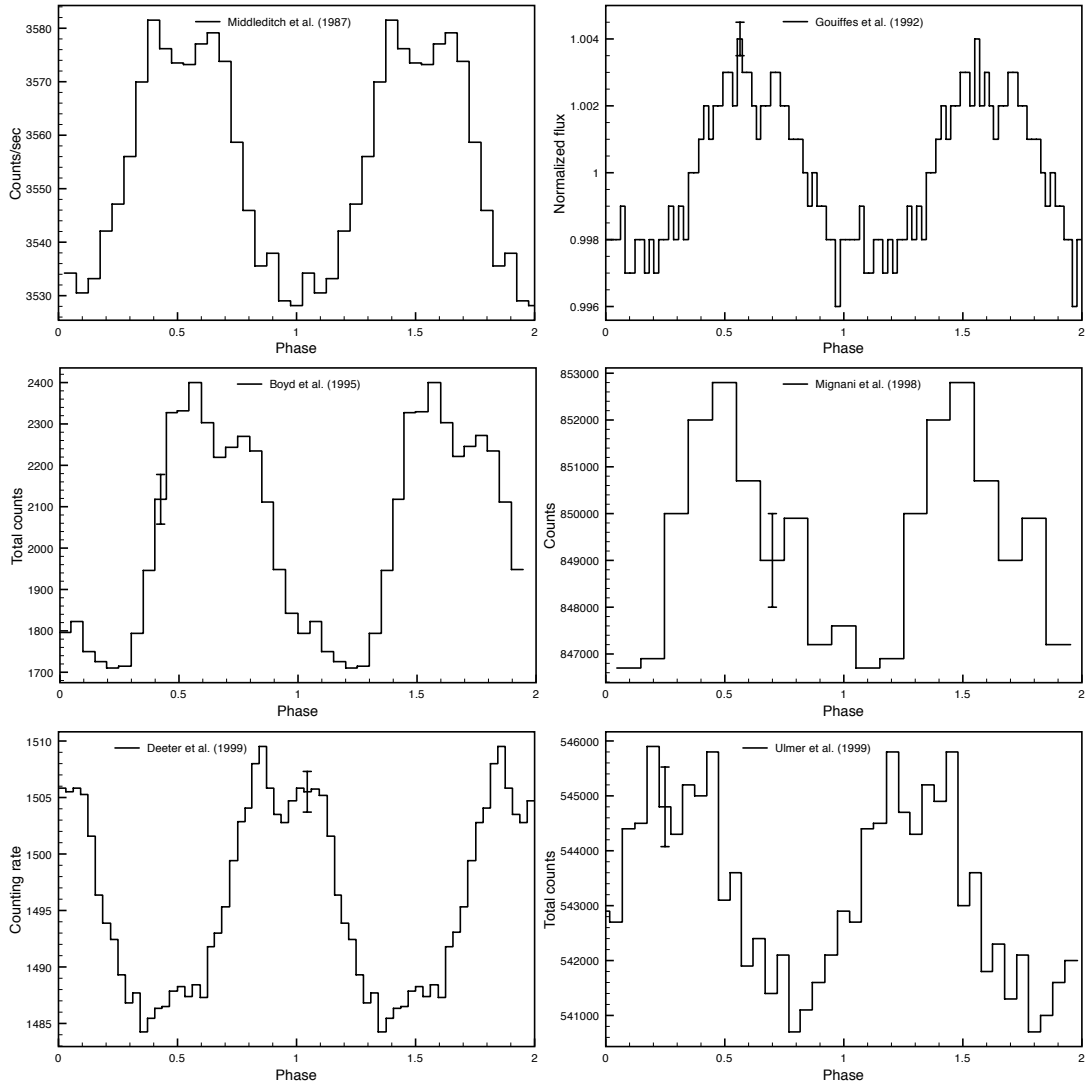 Middleditch et al. (1987)
3580
3570
3560
3550
3540
3530
Counts/sec
0 0.5 1 1.5 2
Phase
Gouiffes et al. (1992)
1.004
1.002
1
0.998
0.996
Normalized flux
0 0.5 1 1.5 2
Phase
Boyd et al. (1995)
2400
2300
2200
2100
2000
1900
1800
1700
Total counts
0 0.5 1 1.5 2
Phase
Mignani et al. (1998)
853000
852000
851000
850000
849000
848000
847000
Counts
0 0.5 1 1.5 2
Phase
Deeter et al. (1999)
1510
1505
1500
1495
1490
1485
Counting rate
0 0.5 1 1.5 2
Phase
Ulmer et al. (1999)
546000
545000
544000
543000
542000
541000
Total counts
0 0.5 1 1.5 2
Phase